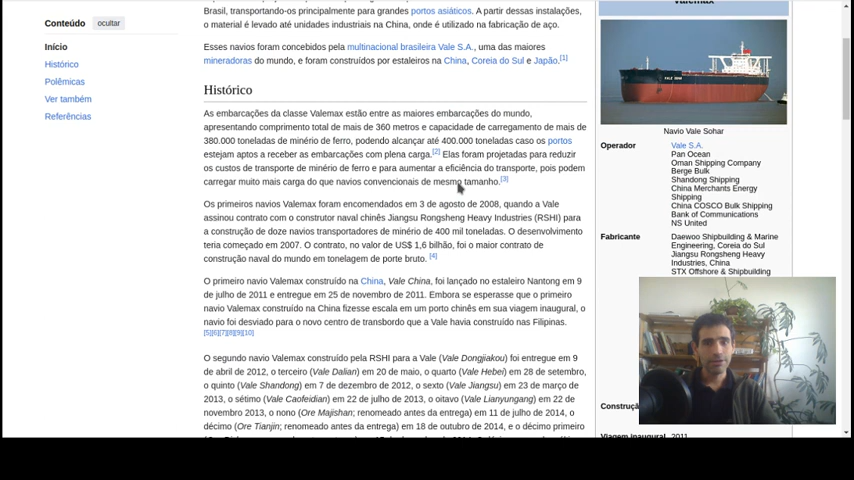 Conteúdo ocultar
Início
Histórico
Polêmicas
Ver também
Referências
Brasil, transportando-os principalmente para grandes portos asiáticos. A partir dessas instalações,
o material é levado até unidades industriais na China, onde é utilizado na fabricação de aço.
Esses navios foram concebidos pela multinacional brasileira Vale S.A., uma das maiores
mineradoras do mundo, e foram construídos por estaleiros na China, Coreia do Sul e Japão.[1]
Histórico
As embarcações da classe Valemax estão entre as maiores embarcações do mundo,
apresentando comprimento total de mais de 360 metros e capacidade de carregamento de mais de
380.000 toneladas de minério de ferro, podendo alcançar até 400.000 toneladas caso os portos
estejam aptos a receber as embarcações com plena carga.[2] Elas foram projetadas para reduzir
os custos de transporte de minério de ferro e para aumentar a eficiência do transporte, pois podem
carregar muito mais carga do que navios convencionais de mesmo tamanho.[3]
Os primeiros navios Valemax foram encomendados em 3 de agosto de 2008, quando a Vale
assinou contrato com o construtor naval chinês Jiangsu Rongsheng Heavy Industries (RSHI) para
a construção de doze navios transportadores de minério de 400 mil toneladas. O desenvolvimento
teria começado em 2007. O contrato, no valor de US$ 1,6 bilhão, foi o maior contrato de
construção naval do mundo em tonelagem de porte bruto. [4]
O primeiro navio Valemax construído na China, Vale China, foi lançado no estaleiro Nantong em 9
de julho de 2011 e entregue em 25 de novembro de 2011. Embora se esperasse que o primeiro
navio Valemax construído na China fizesse escala em um porto chinês em sua viagem inaugural, o
navio foi desviado para o novo centro de transbordo que a Vale havia construído nas Filipinas.
[5][6][7][8][9][10]
O segundo navio Valemax construído pela RSHI para a Vale (Vale Dongjiakou) foi entregue em 9
de abril de 2012, o terceiro (Vale Dalian) em 20 de maio, o quarto (Vale Hebei) em 28 de setembro,
o quinto (Vale Shandong) em 7 de dezembro de 2012, o sexto (Vale Jiangsu) em 23 de março de
2013, o sétimo (Vale Caofeidian) em 22 de julho de 2013, o oitavo (Vale Lianyungang) em 22 de
novembro 2013, o nono (Ore Majishan; renomeado antes da entrega) em 11 de julho de 2014, o
décimo (Ore Tianjin; renomeado antes da entrega) em 18 de outubro de 2014, e o décimo primeiro
Valemax
Navio Vale Sohar
Operador Vale S.A.
Pan Ocean
Oman Shipping Company
Berge Bulk
Shandong Shipping
China Merchants Energy
Shipping
China COSCO Bulk Shipping
Bank of Communications
NS United
Fabricante Daewoo Shipbuilding & Marine
Engineering, Coreia do Sul
Jiangsu Rongsheng Heavy
Industries, China
STX Offshore & Shipbuilding
Construçã
Viagem inaugural 2011